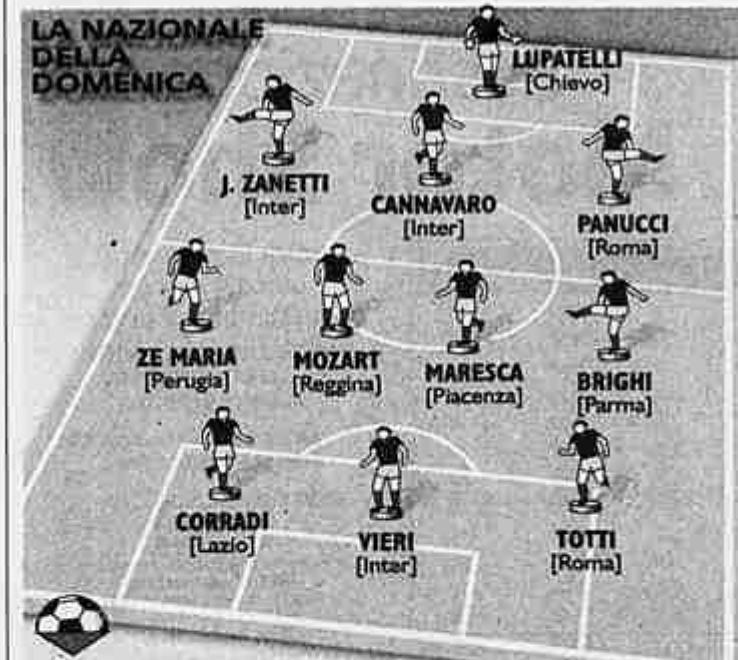 LA NAZIONALE
DELLA
DOMENICA
LUPATELLI
[Chievo]
J. ZANETTI
[Inter]
CANNAVARO
[Inter]
PANUCCI
[Roma]
ZE MARIA
[Perugia]
MOZART
[Reggina]
MARESCA
[Piacenza]
BRIGHI
[Parma]
CORRADI
[Lazio]
VIERI
[Inter]
TOTTI
[Roma]